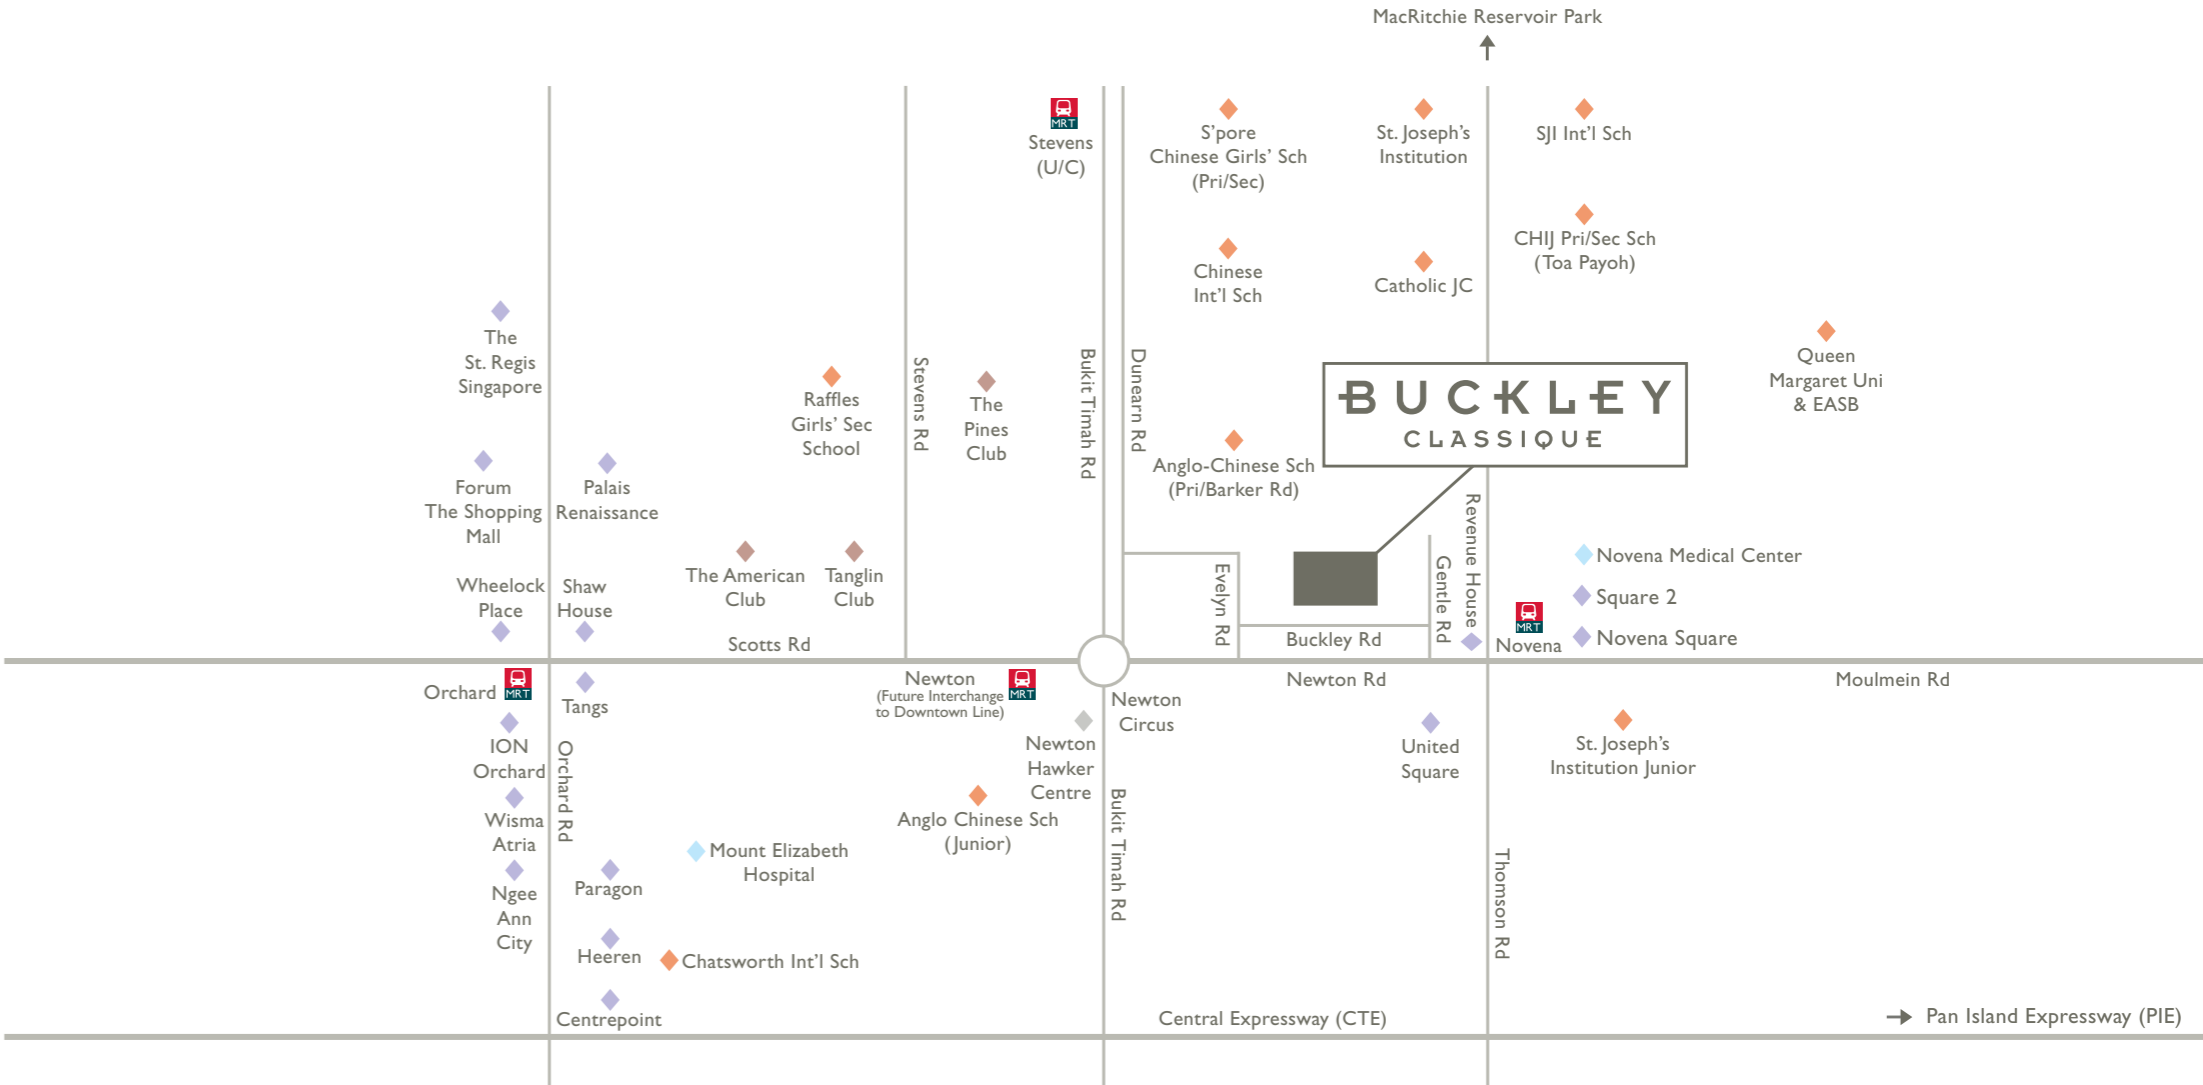 MacRitchie Reservoir Park
MRT
Stevens
(U/C)
S'pore
Chinese Girls' Sch
(Pri/Sec)
St. Joseph's
Institution
SJI Int'l Sch
CHIJ Pri/Sec Sch
(Toa Payoh)
Chinese
Int'l Sch
Catholic JC
The
St. Regis
Singapore
Raffles
Girls' Sec
School
Stevens Rd
The
Pines
Club
Bukit Timah Rd
Dunearn Rd
BUCKLEY
CLASSIQUE
Queen
Margaret Uni
& EASB
Anglo-Chinese Sch
(Pri/Barker Rd)
Forum
The Shopping
Mall
Palais
Renaissance
Wheelock
Place
Shaw
House
The American
Club
Tanglin
Club
Evelyn Rd
Gentle Rd
Revenue House
Novena Medical Center
Square 2
Novena Square
MRT
Novena
Scotts Rd
Buckley Rd
Orchard
MRT
Tangs
Newton
(Future Interchange
to Downtown Line)
MRT
Newton
Circus
Newton Rd
Moulmein Rd
ION
Orchard
Orchard Rd
Newton
Hawker
Centre
United
Square
St. Joseph's
Institution Junior
Wisma
Atria
Anglo Chinese Sch
(Junior)
Bukit Timah Rd
Mount Elizabeth
Hospital
Thomson Rd
Ngee
Ann
City
Paragon
Heeren
Chatsworth Int'l Sch
Centrepoint
Central Expressway (CTE)
Pan Island Expressway (PIE)